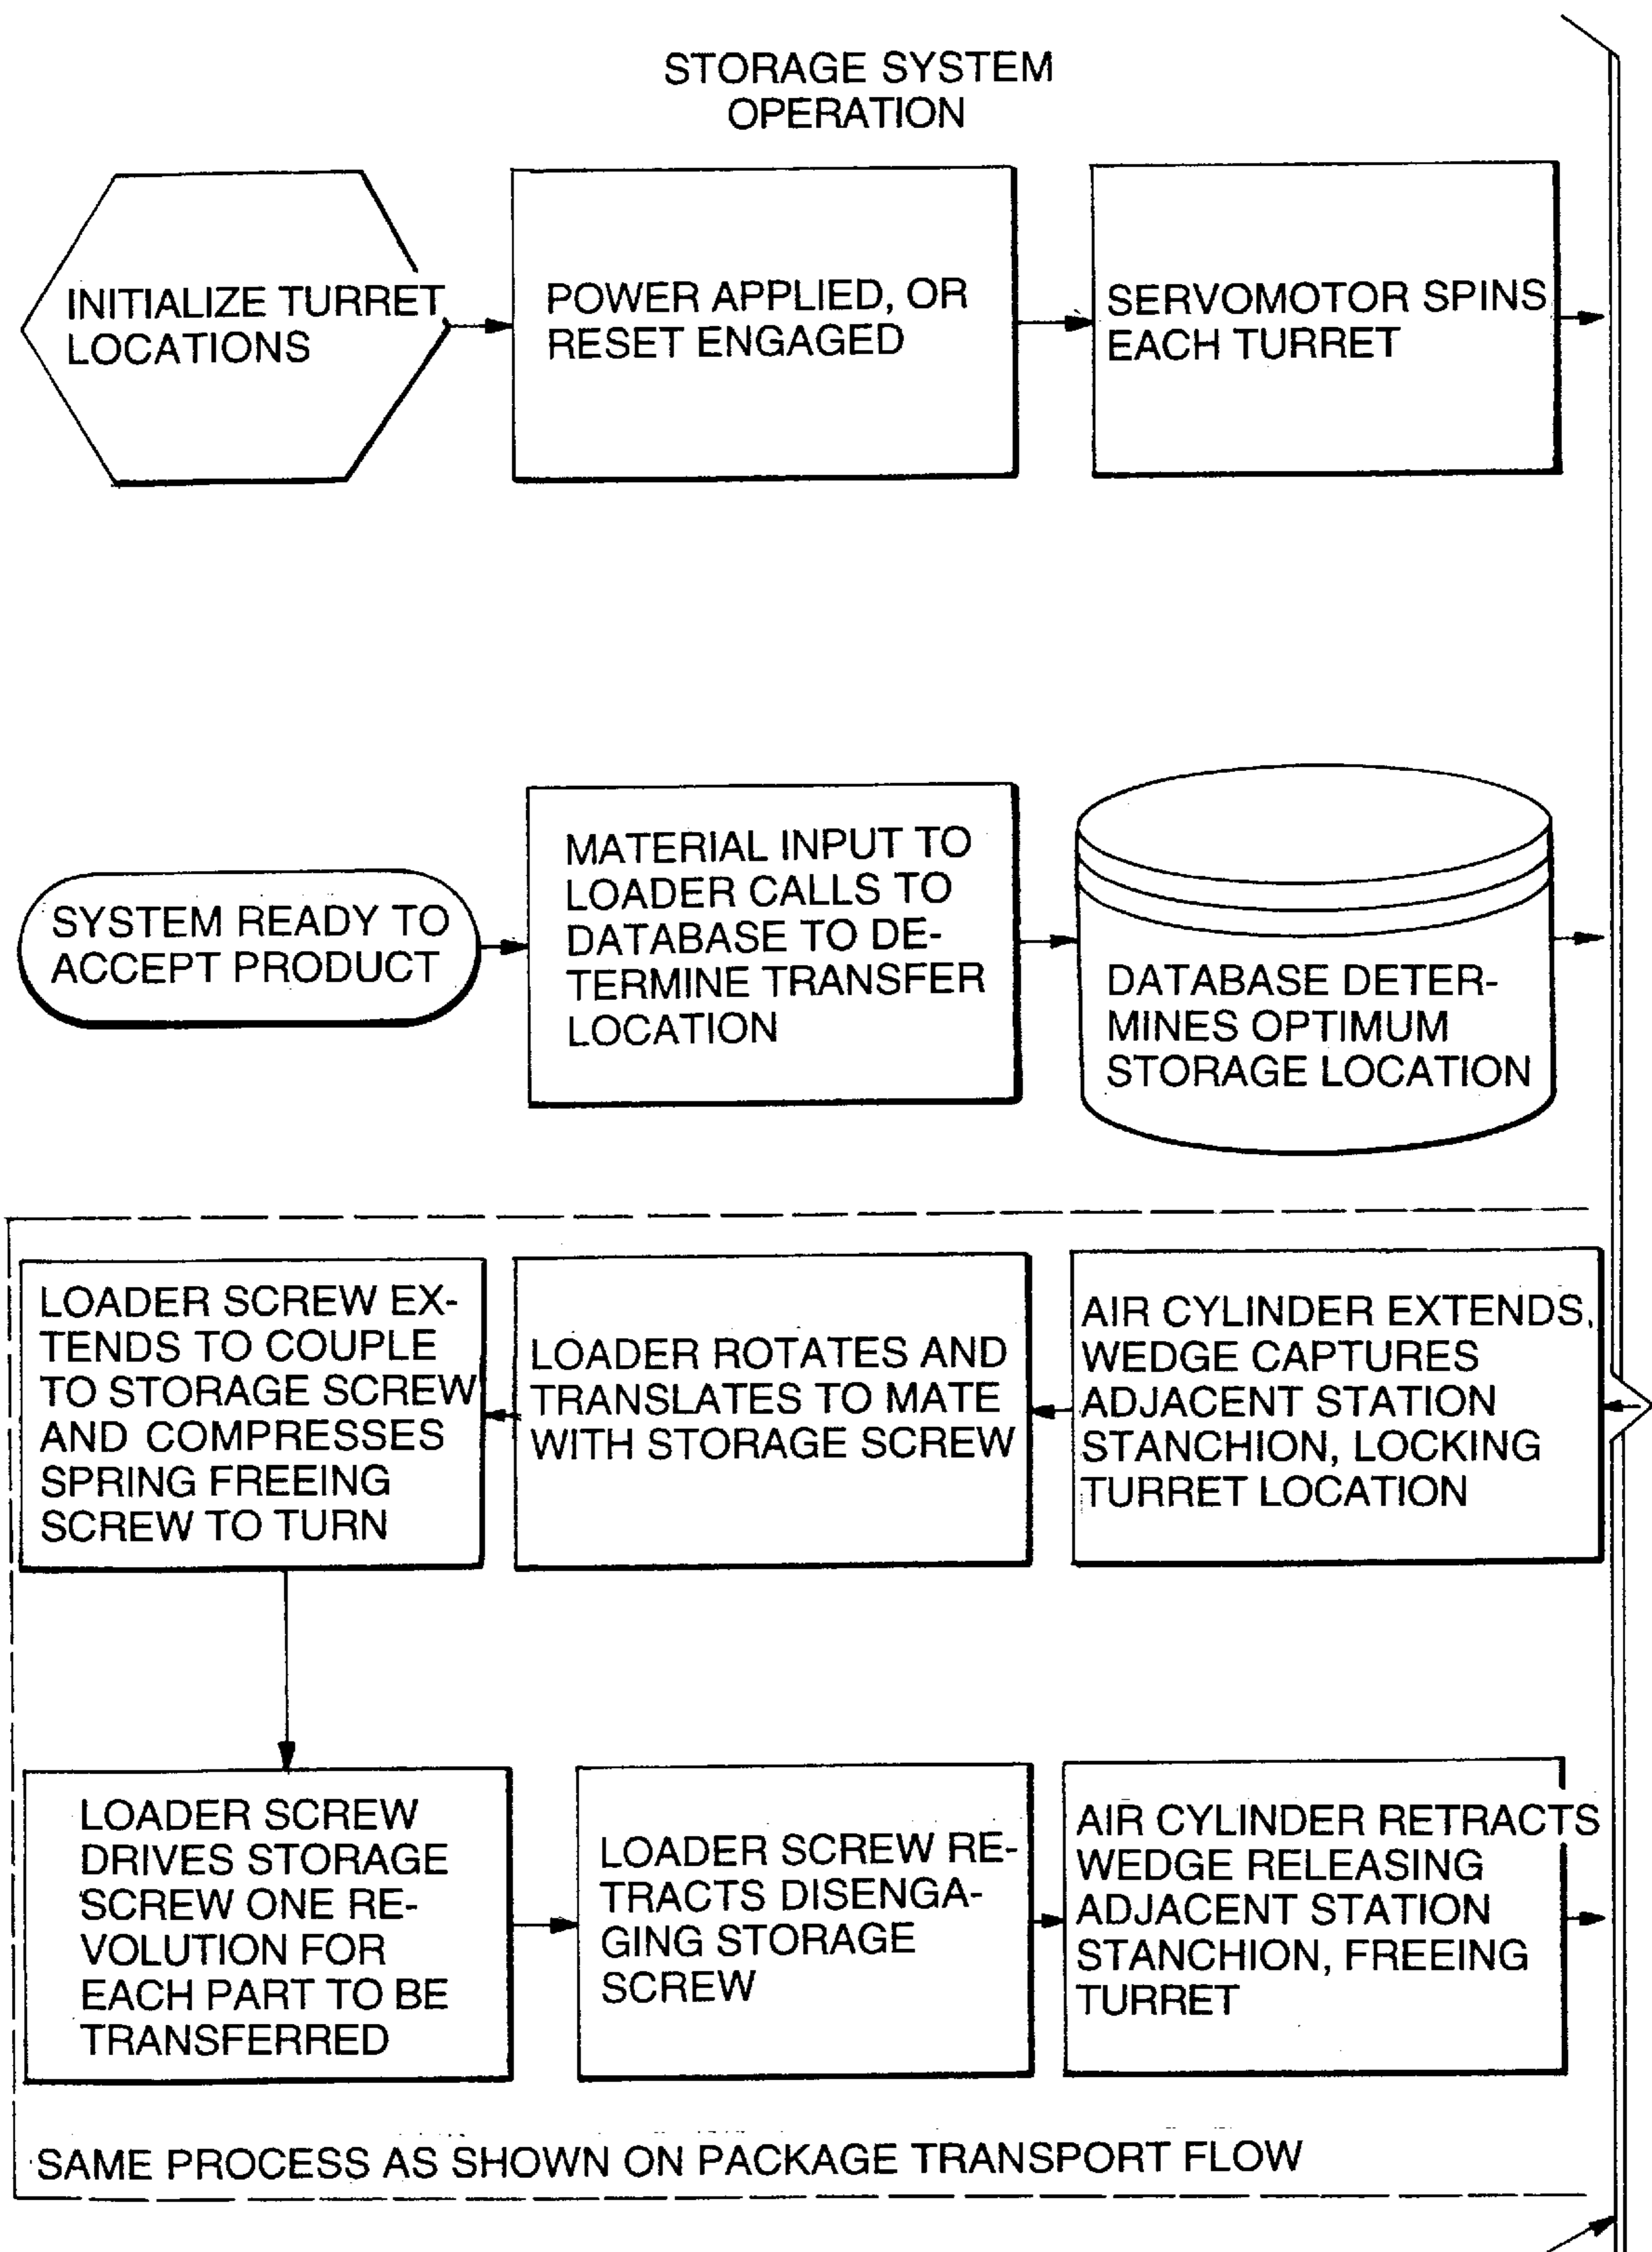 STORAGE SYSTEM
OPERATION
INITIALIZE TURRET
LOCATIONS
POWER APPLIED, OR
RESET ENGAGED
SERVOMOTOR SPINS
EACH TURRET
SYSTEM READY TO
ACCEPT PRODUCT
MATERIAL INPUT TO
LOADER CALLS TO
DATABASE TO DE-
TERMINE TRANSFER
LOCATION
DATABASE DETER-
MINES OPTIMUM
STORAGE LOCATION
LOADER SCREW EX-
TENDS TO COUPLE
TO STORAGE SCREW
AND COMPRESSES
SPRING FREEING
SCREW TO TURN
LOADER ROTATES AND
TRANSLATES TO MATE
WITH STORAGE SCREW
AIR CYLINDER EXTENDS,
WEDGE CAPTURES
ADJACENT STATION
STANCHION, LOCKING
TURRET LOCATION
LOADER SCREW
DRIVES STORAGE
SCREW ONE RE-
VOLUTION FOR
EACH PART TO BE
TRANSFERRED
LOADER SCREW RE-
TRACTS DISENGA-
GING STORAGE
SCREW
AIR CYLINDER RETRACTS
WEDGE RELEASING
ADJACENT STATION
STANCHION, FREEING
TURRET
SAME PROCESS AS SHOWN ON PACKAGE TRANSPORT FLOW